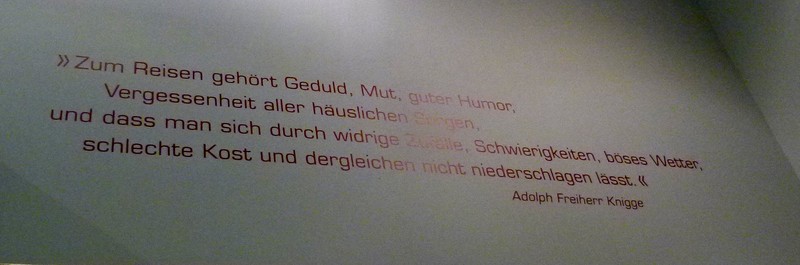 »Zum Reisen gehört Geduld, Mut, guter Humor,
Vergessenheit aller häuslichen Sorgen,
und dass man sich durch widrige Zufälle, Schwierigkeiten, böses Wetter,
schlechte Kost und dergleichen nicht niederschlagen lässt.«
Adolph Freiherr Knigge